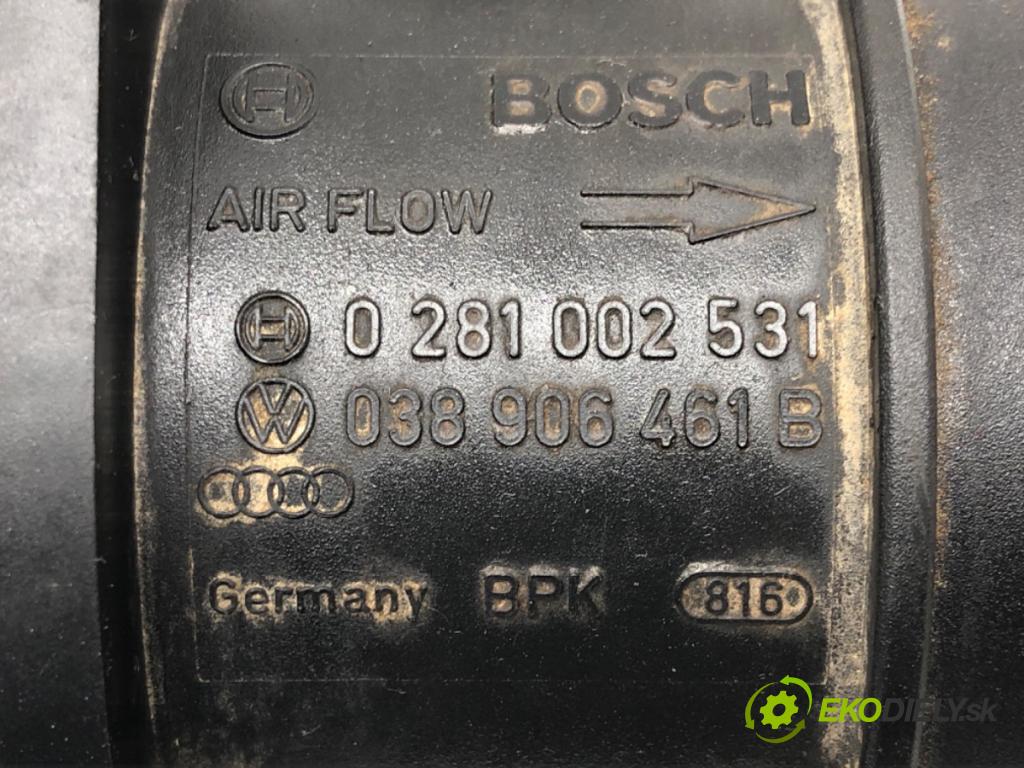 BOSCH
AIR FLOW
0 281 002 531
038 906 461 B
Germany BPK 816
EKODIELY.sk